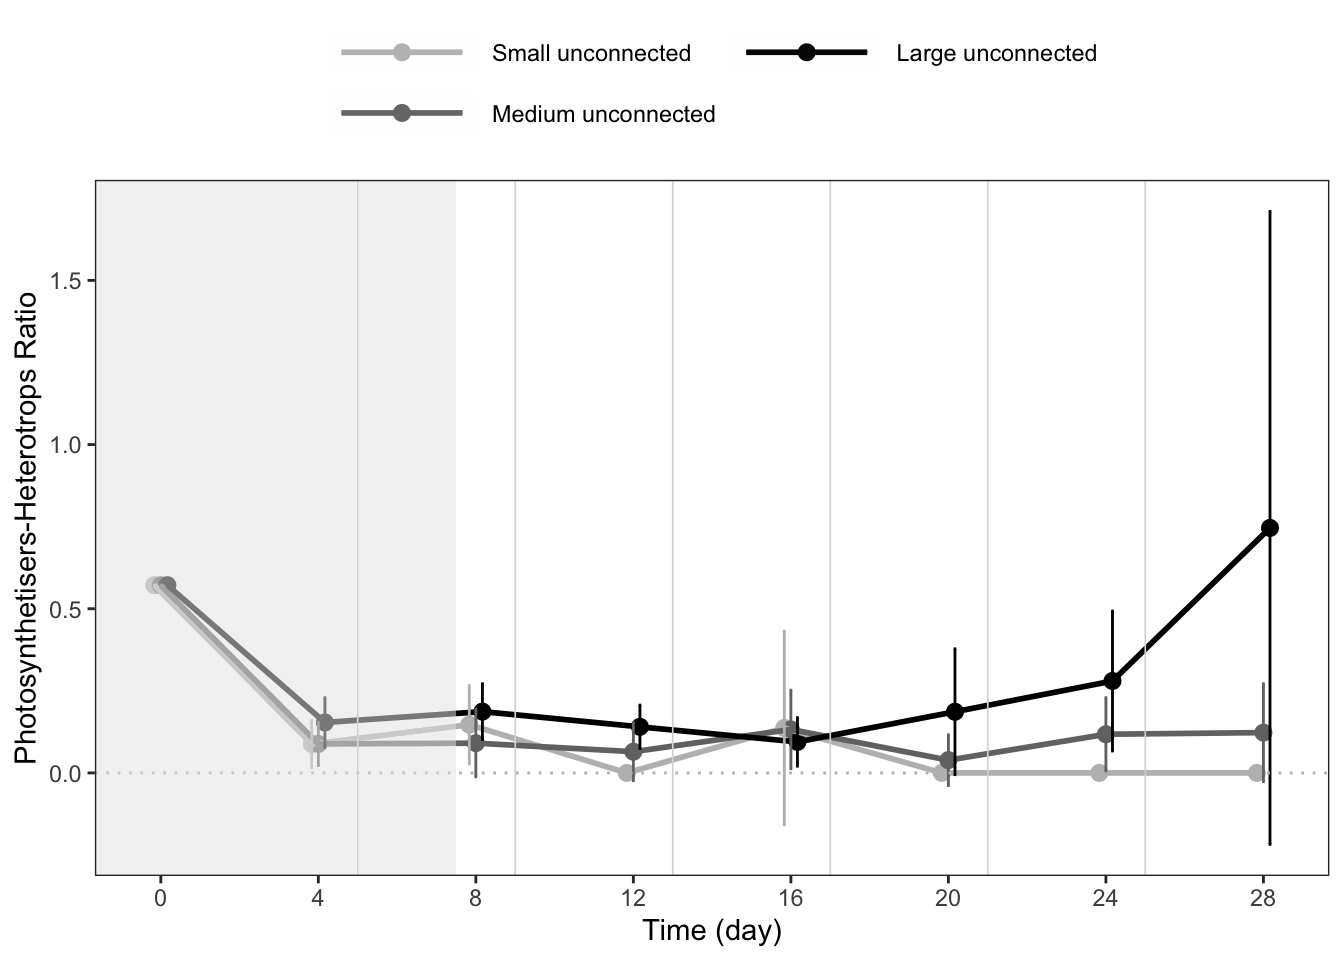 Small unconnected
Large unconnected
Medium unconnected
Photosynthetisers-Heterotrops Ratio
1.5
1.0
0.5
0.0
0 4 8 12 16 20 24 28
Time (day)